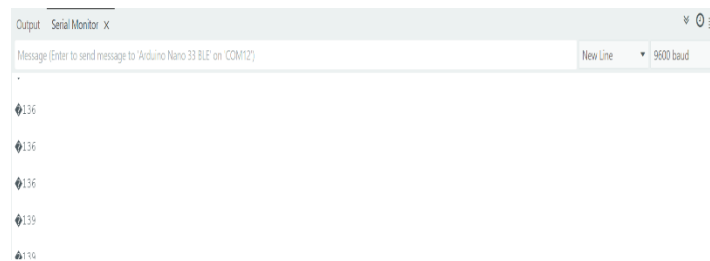 Output Serial Monitor X
Message (Enter to send message to 'Arduino Nano 33 BLE' on 'COM12')
New Line 9600 baud
�136
�136
�136
�139
�139